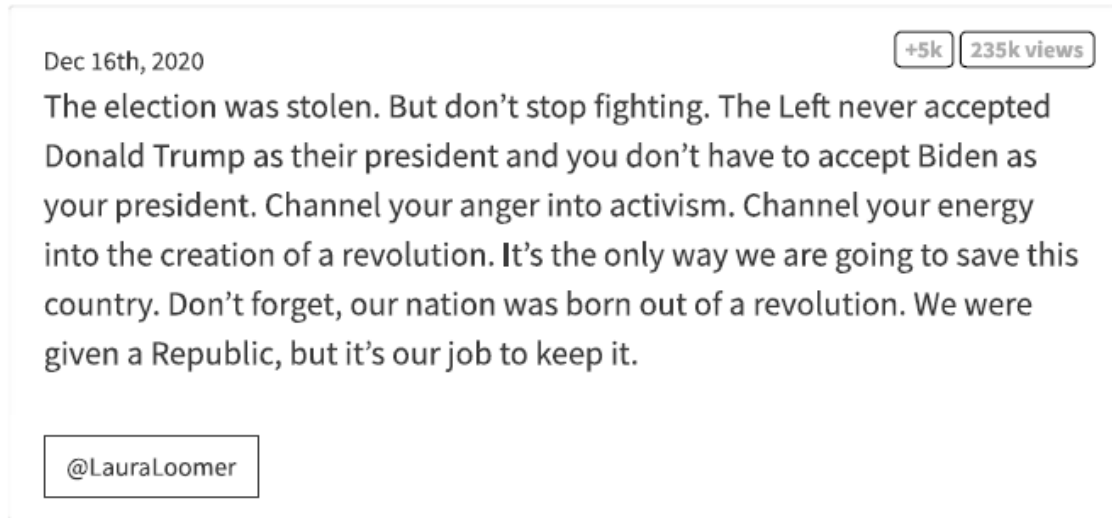 Dec 16th, 2020
+5k 235k views
The election was stolen. But don’t stop fighting. The Left never accepted
Donald Trump as their president and you don’t have to accept Biden as
your president. Channel your anger into activism. Channel your energy
into the creation of a revolution. It’s the only way we are going to save this
country. Don’t forget, our nation was born out of a revolution. We were
given a Republic, but it’s our job to keep it.
@LauraLoomer